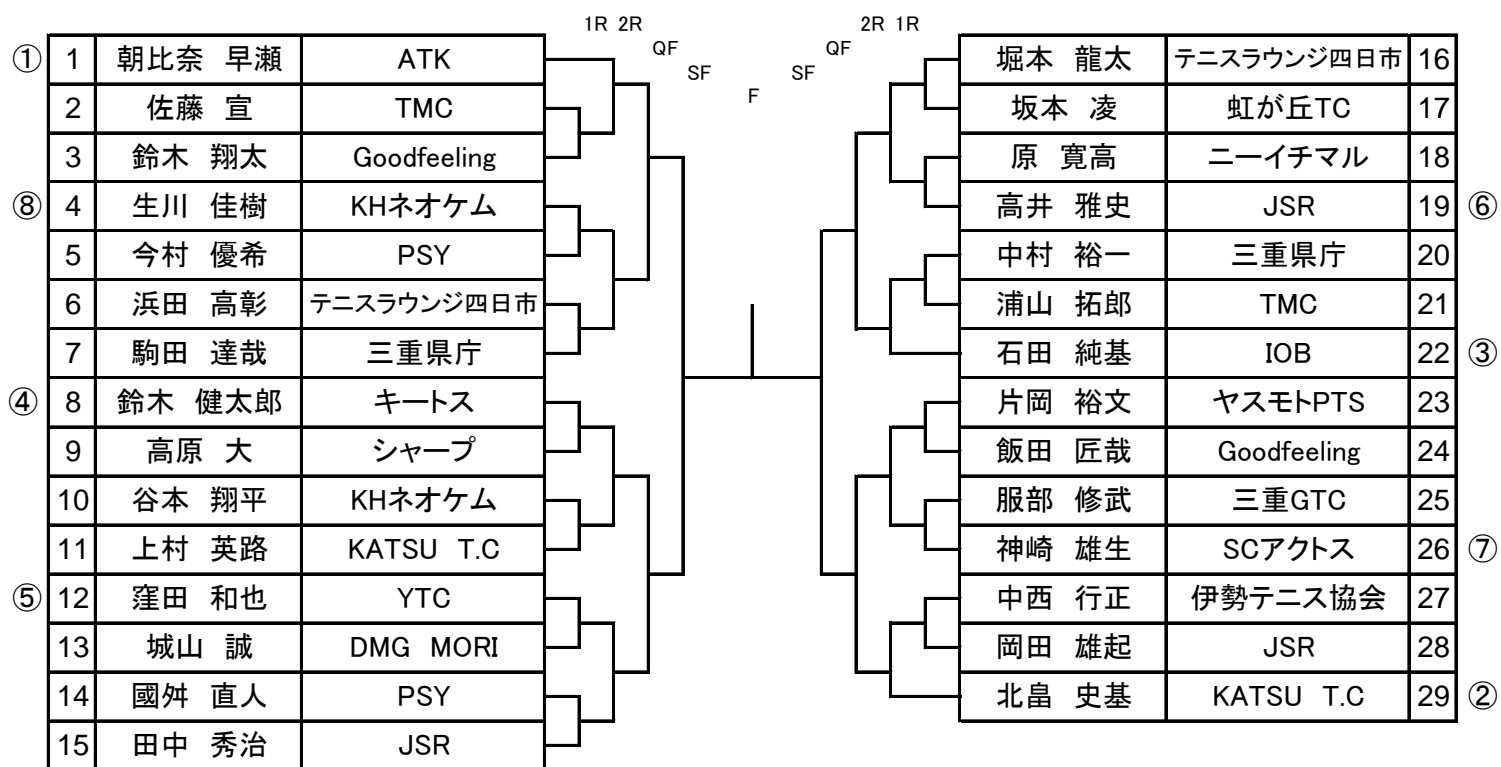 1R 2R QF SF F SF QF 2R 1R
① 1 朝比奈 早瀬 ATK
2 佐藤 宣 TMC
3 鈴木 翔太 Goodfeeling
⑧ 4 生川 佳樹 KHネオケム
5 今村 優希 PSY
6 浜田 高彰 テニスラウンジ四日市
7 駒田 達哉 三重県庁
④ 8 鈴木 健太郎 キートス
9 高原 大 シャープ
10 谷本 翔平 KHネオケム
11 上村 英路 KATSU T.C
⑤ 12 窪田 和也 YTC
13 城山 誠 DMG MORI
14 國舛 直人 PSY
15 田中 秀治 JSR
堀本 龍太 テニスラウンジ四日市 16
坂本 凌 虹が丘TC 17
原 寛高 ニーイチマル 18
高井 雅史 JSR 19 ⑥
中村 裕一 三重県庁 20
浦山 拓郎 TMC 21
石田 純基 IOB 22 ③
片岡 裕文 ヤスモトPTS 23
飯田 匠哉 Goodfeeling 24
服部 修武 三重GTC 25
神崎 雄生 SCアクトス 26 ⑦
中西 行正 伊勢テニス協会 27
岡田 雄起 JSR 28
北畠 史基 KATSU T.C 29 ②